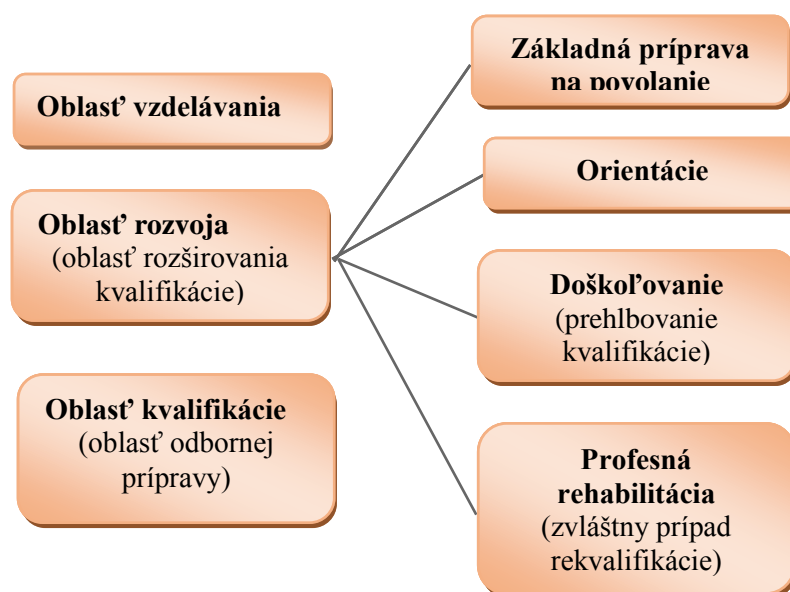 Oblasť vzdelávania
Oblasť rozvoja
(oblasť rozširovania
kvalifikácie)
Oblasť kvalifikácie
(oblasť odbornej
prípravy)
Základná príprava
na povolanie
Orientácie
Doškoľovanie
(prehlbovanie
kvalifikácie)
Profesná
rehabilitácia
(zvláštny prípad
rekvalifikácie)